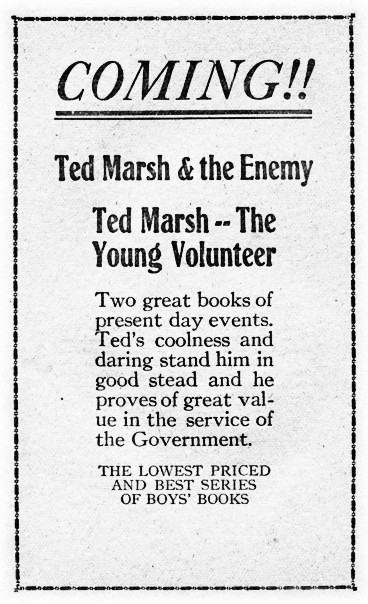 COMING!!
Ted Marsh & the Enemy
Ted Marsh -- The
Young Volunteer
Two great books of
present day events.
Ted's coolness and
daring stand him in
good stead and he
proves of great val-
ue in the service of
the Government.
THE LOWEST PRICED
AND BEST SERIES
OF BOYS' BOOKS